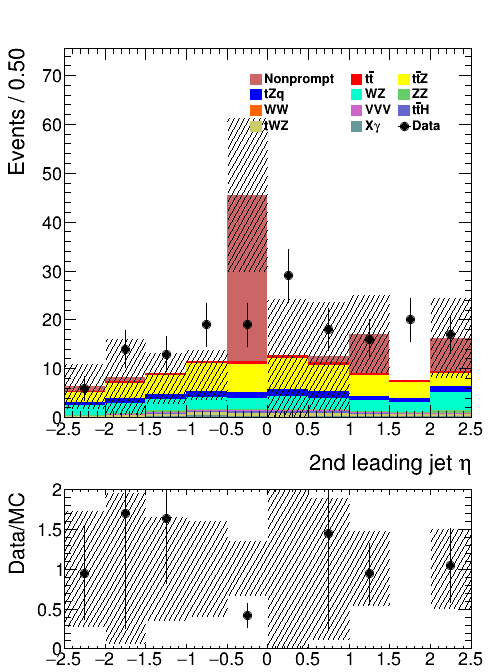 Events / 0.50
70
60
50
40
30
20
10
0
Nonprompt tt̄ tt̄Z
tZq WZ ZZ
WW VVV tt̄H
tWZ Xγ Data
−2.5 −2 −1.5 −1 −0.5 0 0.5 1 1.5 2 2.5
2nd leading jet η
Data/MC
2
1.5
1
0.5
0
−2.5 −2 −1.5 −1 −0.5 0 0.5 1 1.5 2 2.5